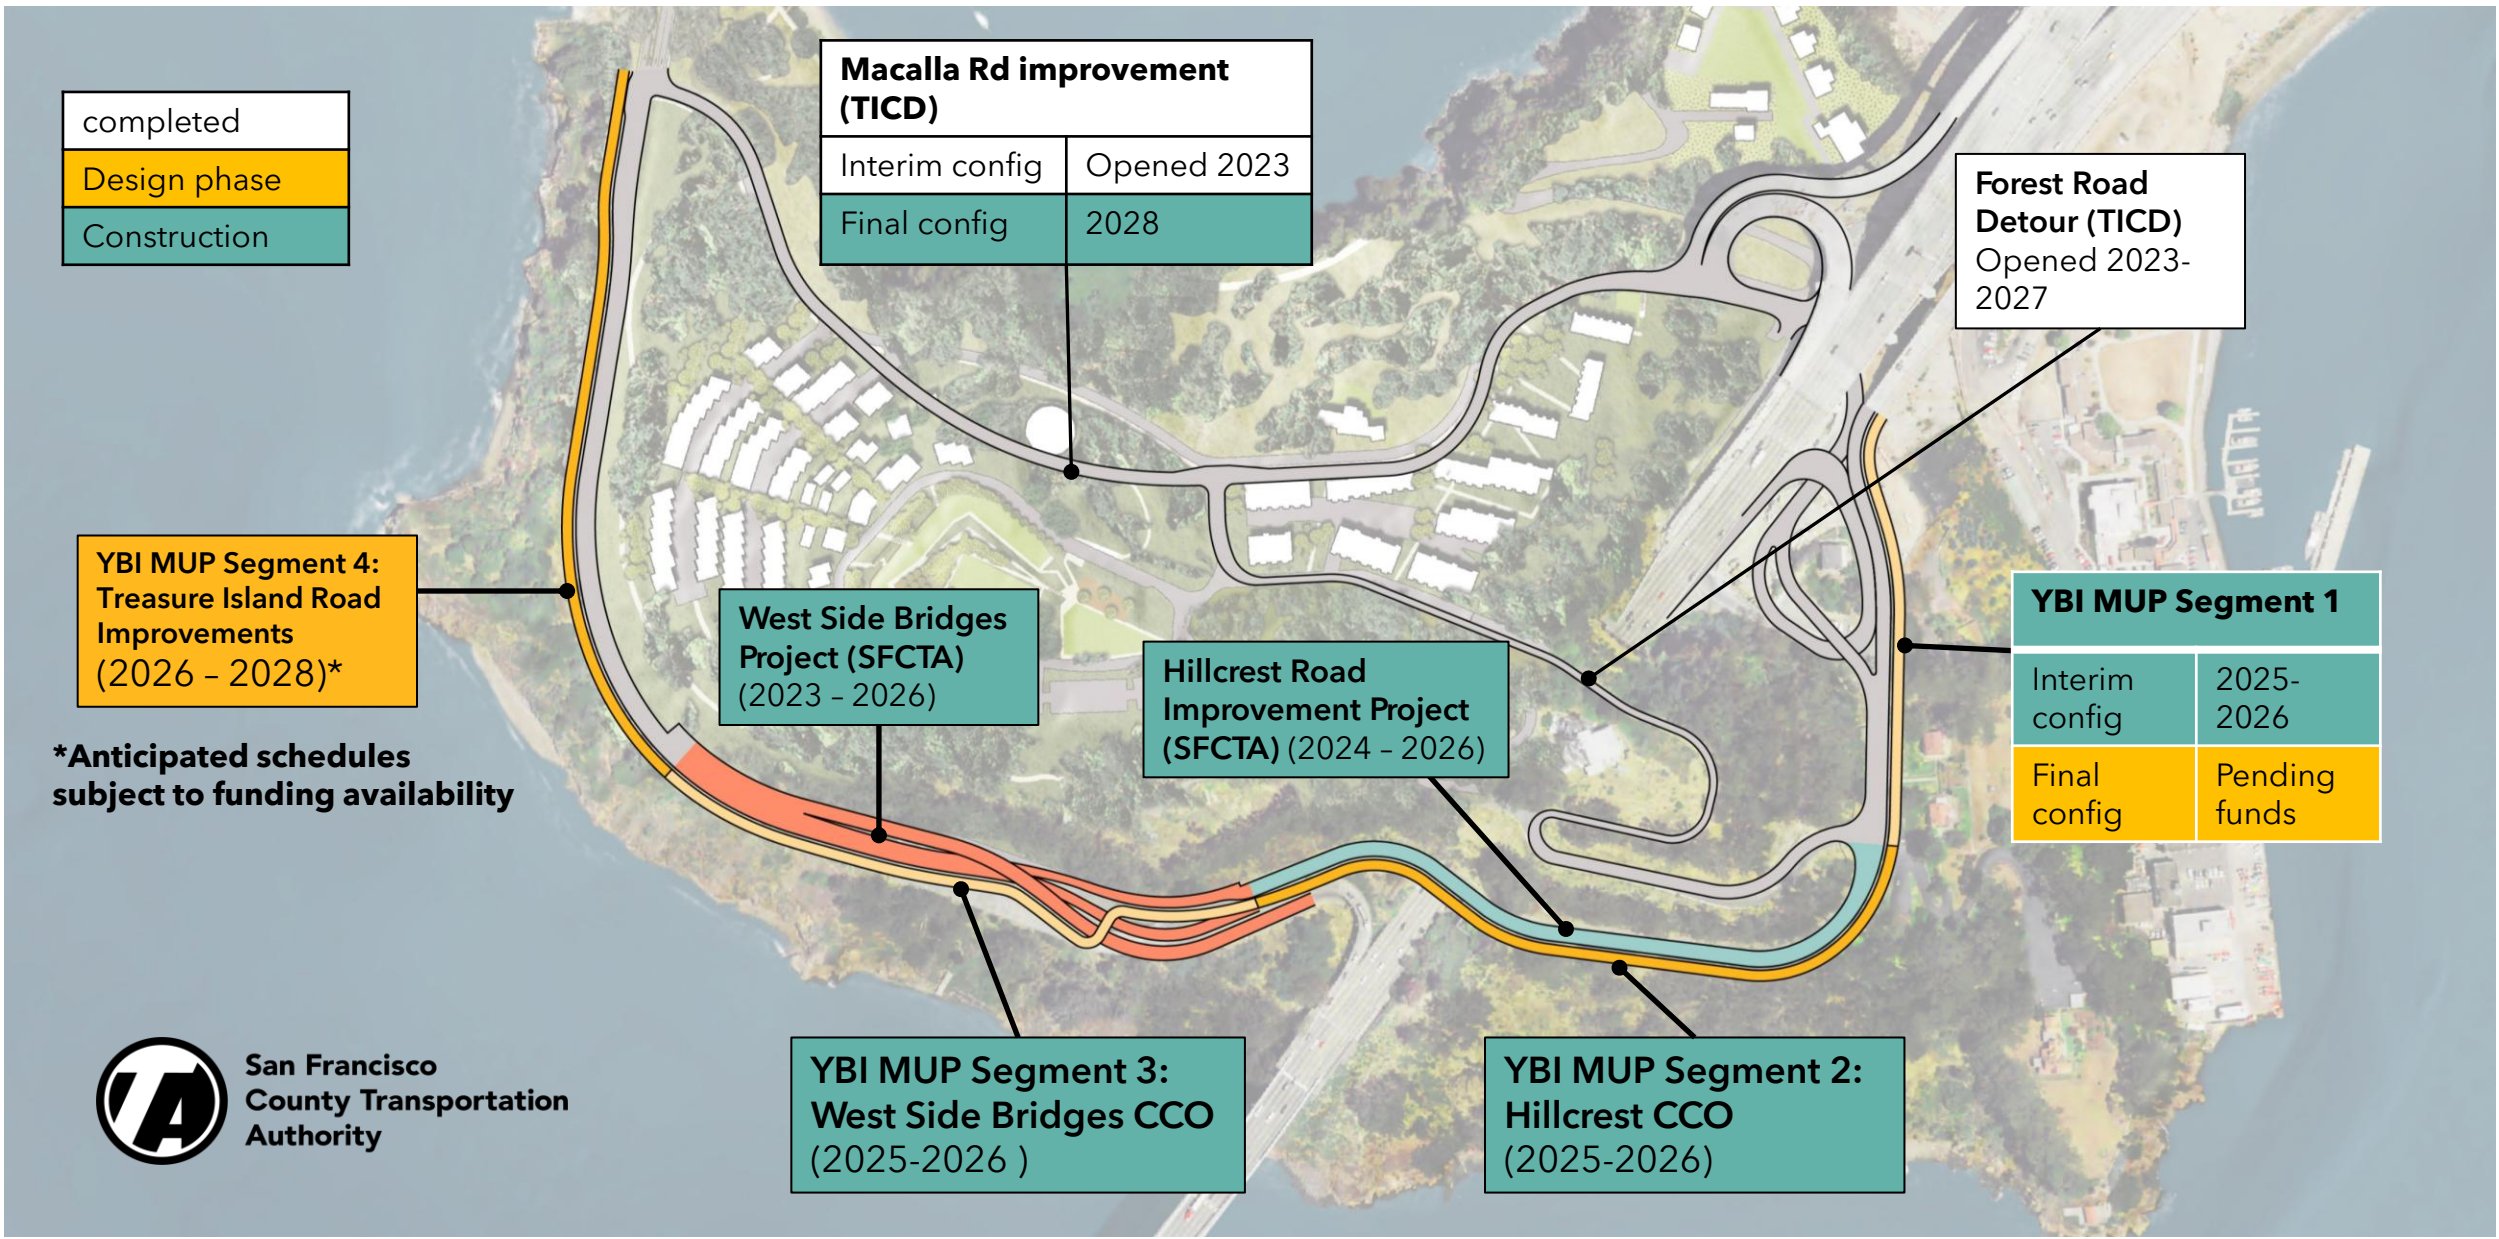 completed
Design phase
Construction
Macalla Rd improvement
(TICD)
Interim config
Opened 2023
Final config
2028
Forest Road
Detour (TICD)
Opened 2023-
2027
YBI MUP Segment 4:
Treasure Island Road
Improvements
(2026 – 2028)*
*Anticipated schedules
subject to funding availability
West Side Bridges
Project (SFCTA)
(2023 – 2026)
Hillcrest Road
Improvement Project
(SFCTA) (2024 – 2026)
YBI MUP Segment 1
Interim
config
2025-
2026
Final
config
Pending
funds
YBI MUP Segment 3:
West Side Bridges CCO
(2025-2026 )
YBI MUP Segment 2:
Hillcrest CCO
(2025-2026)
TA
San Francisco
County Transportation
Authority